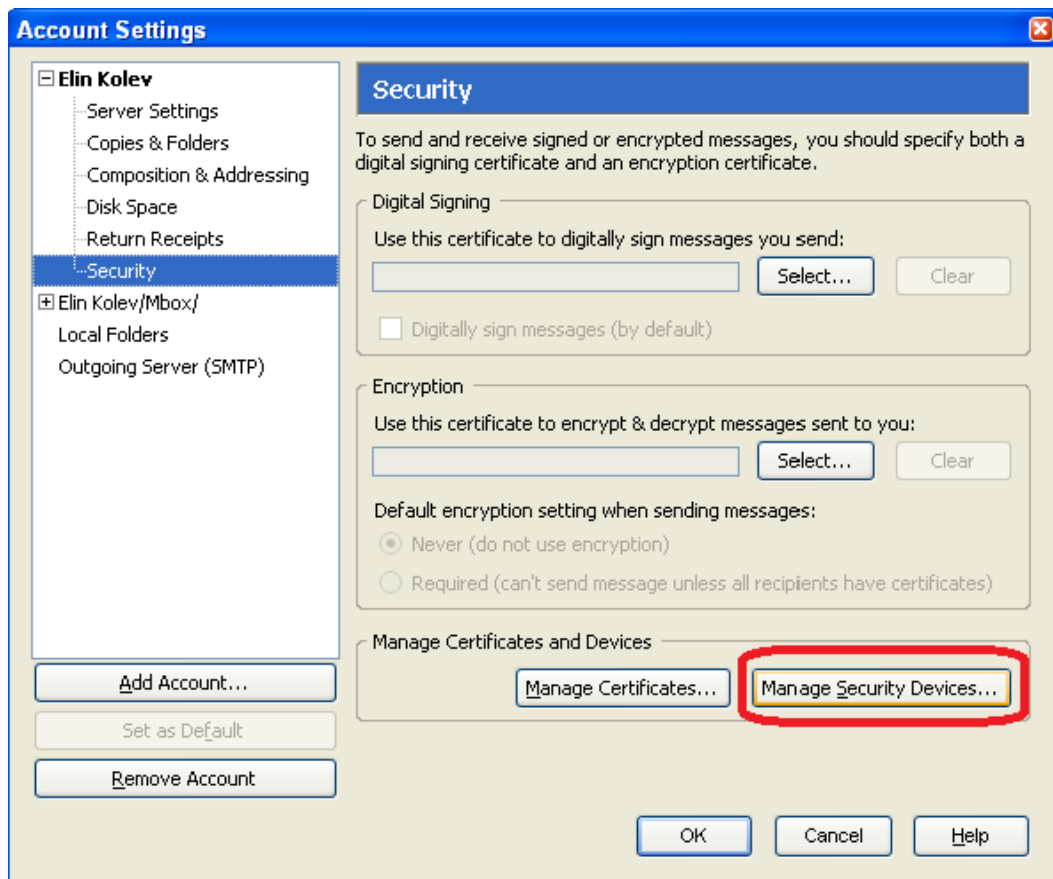 Account Settings
Elin Kolev
Server Settings
Copies & Folders
Composition & Addressing
Disk Space
Return Receipts
Security
Elin Kolev/Mbox/
Local Folders
Outgoing Server (SMTP)
Add Account...
Set as Default
Remove Account
Security
To send and receive signed or encrypted messages, you should specify both a
digital signing certificate and an encryption certificate.
Digital Signing
Use this certificate to digitally sign messages you send:
Select...
Clear
Digitally sign messages (by default)
Encryption
Use this certificate to encrypt & decrypt messages sent to you:
Select...
Clear
Default encryption setting when sending messages:
Never (do not use encryption)
Required (can't send message unless all recipients have certificates)
Manage Certificates and Devices
Manage Certificates...
Manage Security Devices...
OK
Cancel
Help